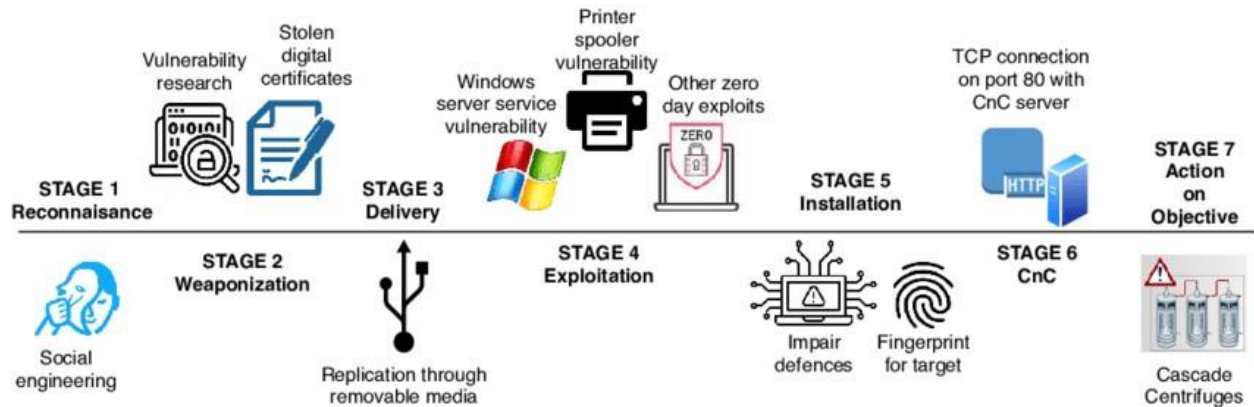 STAGE 1
Reconnaisance
Social
engineering
Vulnerability
research
Stolen
digital
certificates
STAGE 2
Weaponization
STAGE 3
Delivery
Replication through
removable media
Windows
server service
vulnerability
Printer
spooler
vulnerability
Other zero
day exploits
ZERO
STAGE 4
Exploitation
STAGE 5
Installation
Impair
defences
Fingerprint
for target
TCP connection
on port 80 with
CnC server
HTTP
STAGE 6
CnC
STAGE 7
Action
on
Objective
Cascade
Centrifuges